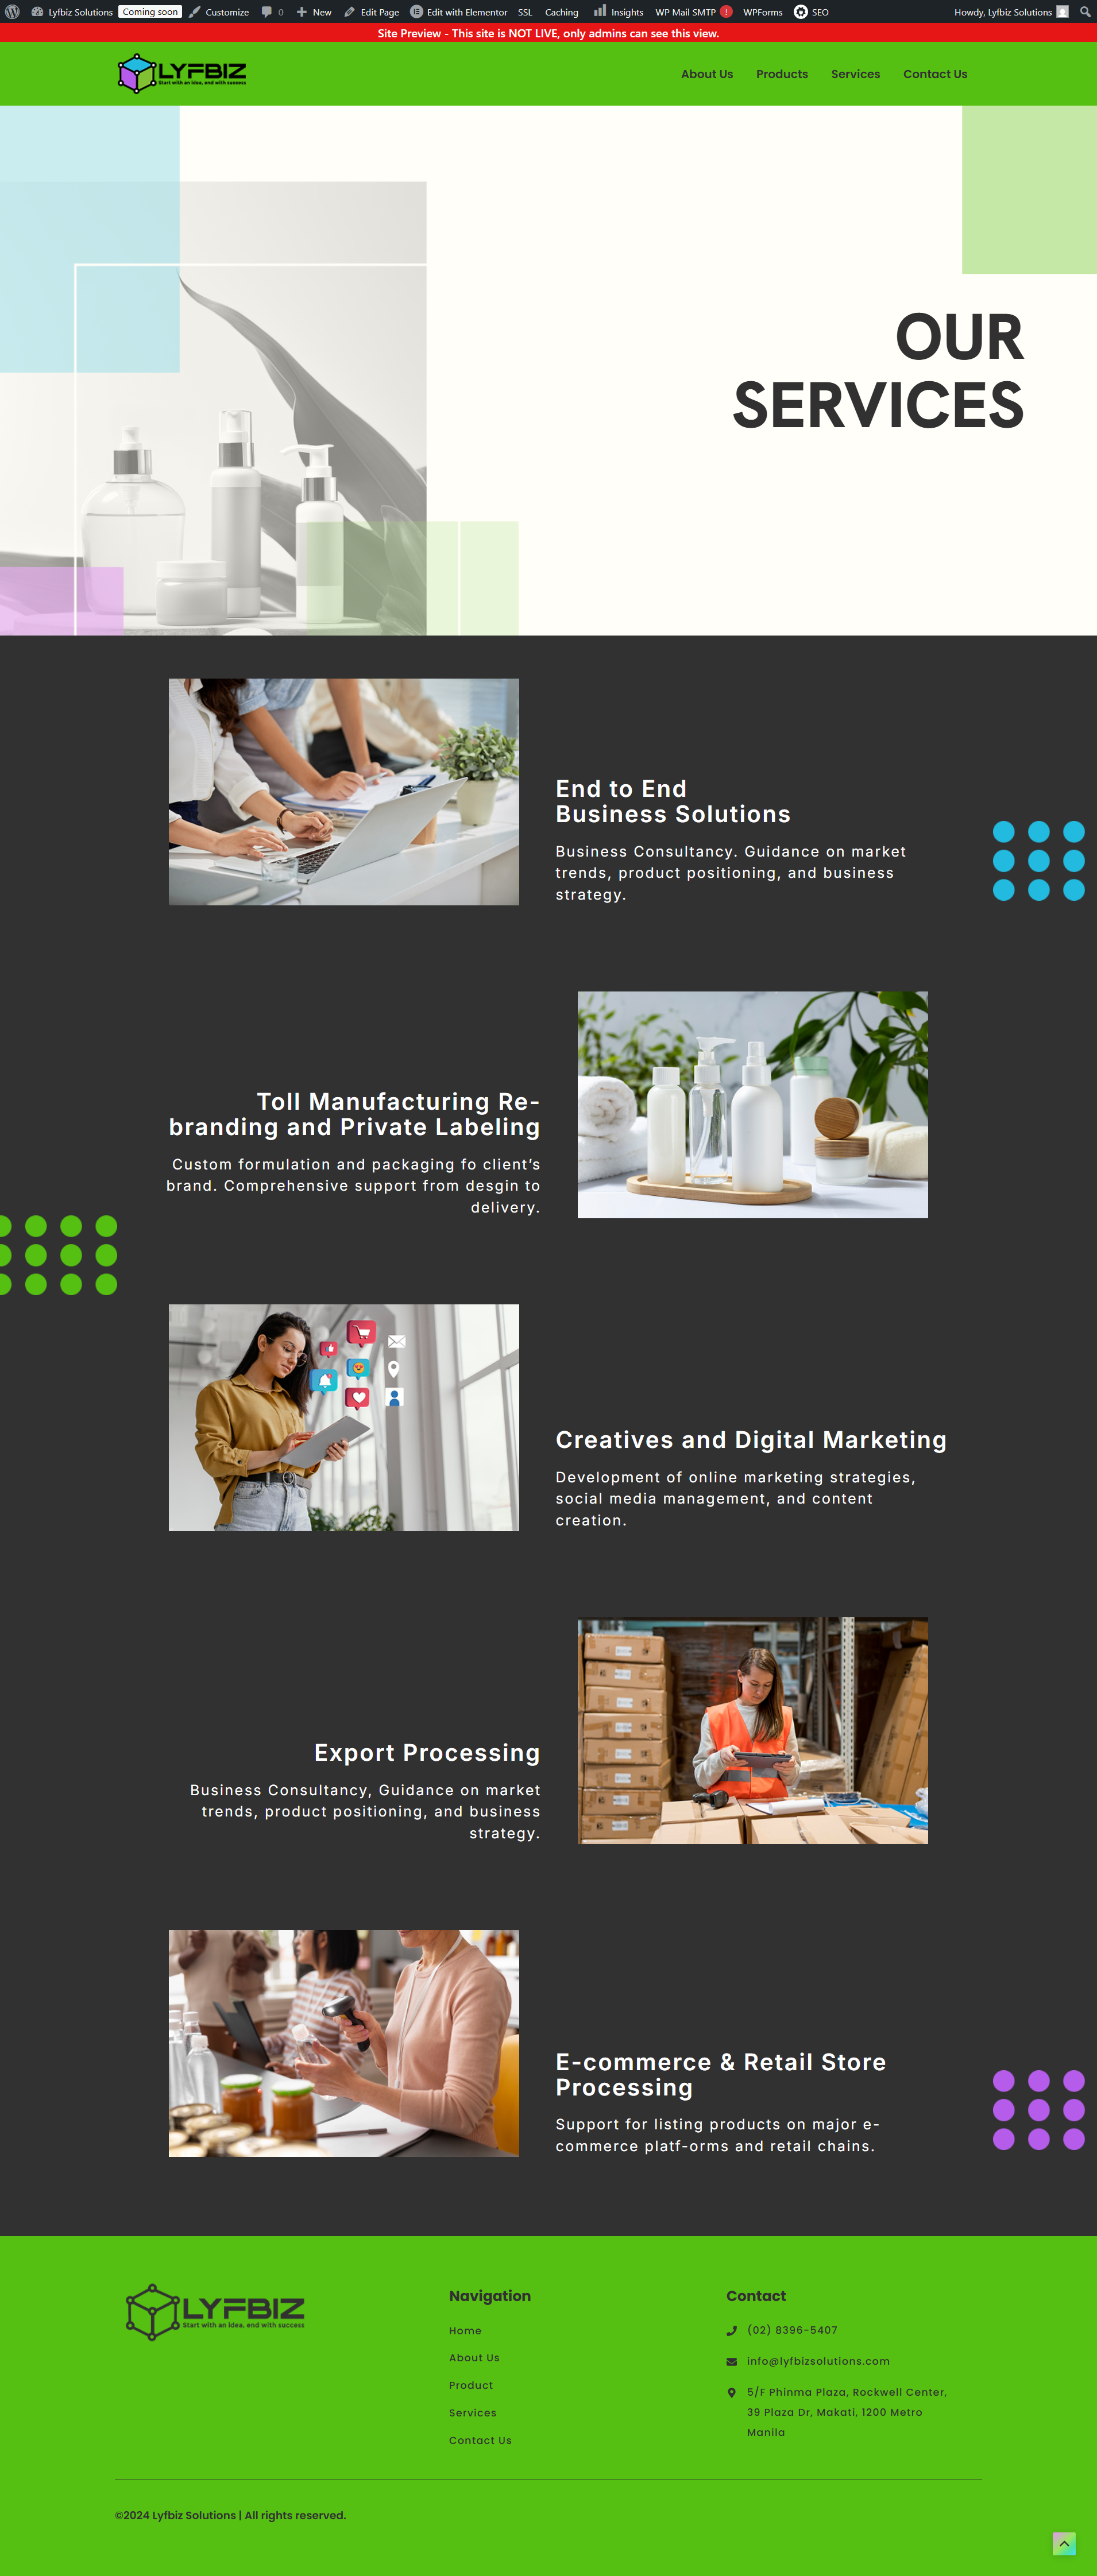 Lyfbiz Solutions Coming soon Customize 0 New Edit Page Edit with Elementor SSL Caching Insights WP Mail SMTP ! WPForms SEO Howdy, Lyfbiz Solutions
Site Preview - This site is NOT LIVE, only admins can see this view.
LYFBIZ
Start with an idea, end with success
About Us Products Services Contact Us
OUR
SERVICES
End to End
Business Solutions
Business Consultancy. Guidance on market
trends, product positioning, and business
strategy.
Toll Manufacturing Re-
branding and Private Labeling
Custom formulation and packaging fo client’s
brand. Comprehensive support from desgin to
delivery.
Creatives and Digital Marketing
Development of online marketing strategies,
social media management, and content
creation.
Export Processing
Business Consultancy, Guidance on market
trends, product positioning, and business
strategy.
E-commerce & Retail Store
Processing
Support for listing products on major e-
commerce platf-orms and retail chains.
LYFBIZ
Start with an idea, end with success
Navigation
Home
About Us
Product
Services
Contact Us
Contact
(02) 8396-5407
info@lyfbizsolutions.com
5/F Phinma Plaza, Rockwell Center,
39 Plaza Dr, Makati, 1200 Metro
Manila
©2024 Lyfbiz Solutions | All rights reserved.